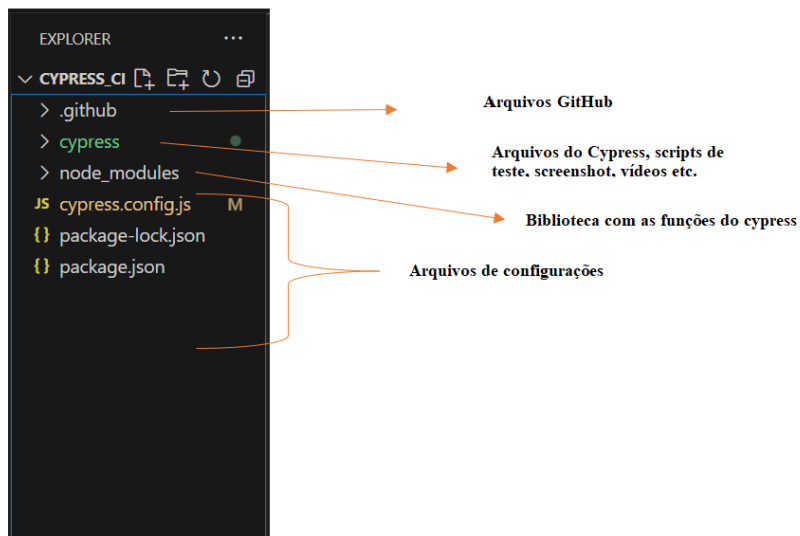 EXPLORER ...
CYPRESS_CI
.github
Arquivos GitHub
cypress
Arquivos do Cypress, scripts de
teste, screenshot, vídeos etc.
node_modules
JS cypress.config.js M
Biblioteca com as funções do cypress
{} package-lock.json
{} package.json
Arquivos de configurações